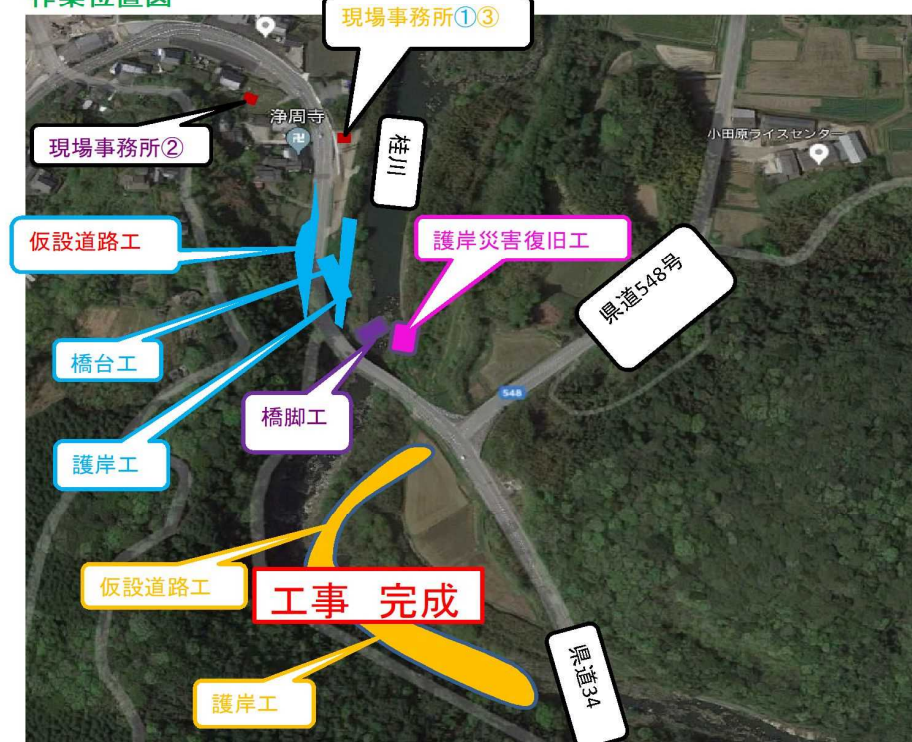 作業位置図
現場事務所①③
浄周寺
現場事務所②
桂川
小田原ライスセンター
仮設道路工
護岸災害復旧工
県道548号
橋台工
548
橋脚工
護岸工
仮設道路工
工事 完成
県道34
護岸工